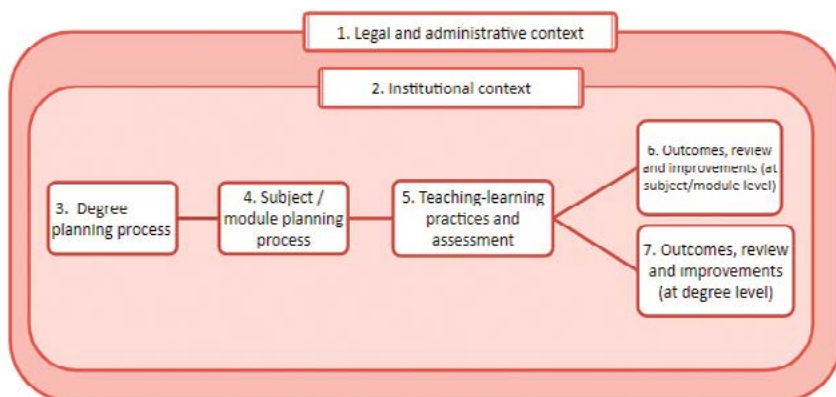 1. Legal and administrative context
2. Institutional context
3. Degree
planning process
4. Subject /
module planning
process
5. Teaching-learning
practices and
assessment
6. Outcomes, review
and improvements (at
subject/module level)
7. Outcomes, review
and improvements
(at degree level)